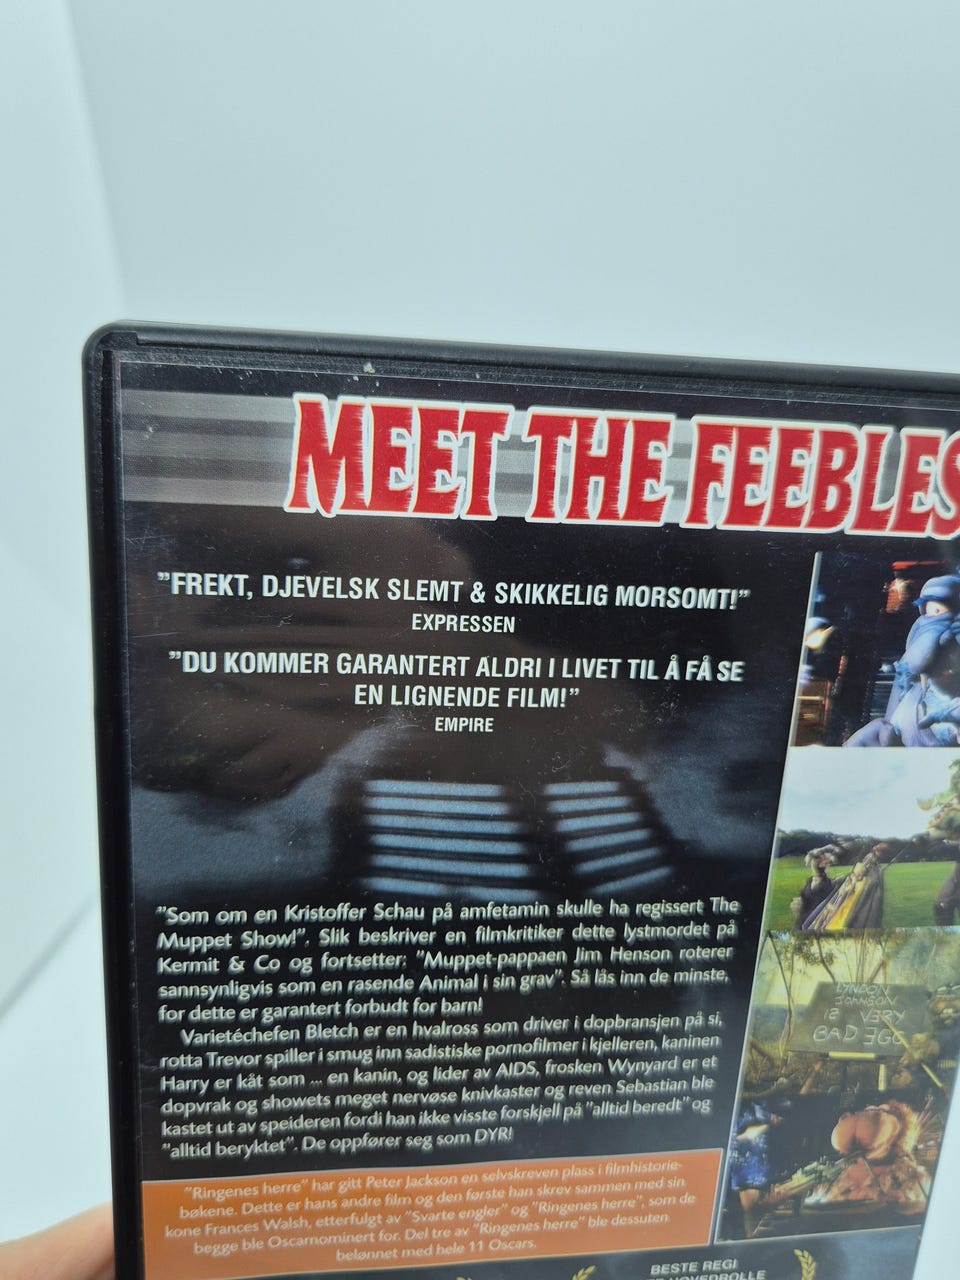 MEET THE FEEBLES
"FREKT, DJEVELSK SLEMT & SKIKKELIG MORSOMT!"
EXPRESSEN
"DU KOMMER GARANTERT ALDRI I LIVET TIL Å FÅ SE
EN LIGNENDE FILM!"
EMPIRE
"Som om en Kristoffer Schau på amfetamin skulle ha regissert The
Muppet Show!". Slik beskriver en filmkritiker dette lystmordet på
Kermit & Co og fortsetter: "Muppet-pappaen Jim Henson roterer
sannsynligvis som en rasende Animal i sin grav". Så lås inn de minste,
for dette er garantert forbudt for barn!
Varietéchefen Bletch er en hvalross som driver i dopbransjen på si,
rotta Trevor spiller i smug inn sadistiske pornofilmer i kjelleren, kaninen
Harry er kåt som ... en kanin, og lider av AIDS, frosken Wynyard er et
dopvrak og showets meget nervøse knivkaster og reven Sebastian ble
kastet ut av speideren fordi han ikke visste forskjell på "alltid beredt" og
"alltid beryktet". De oppfører seg som DYR!
"Ringenes herre" har gitt Peter Jackson en selvskreven plass i filmhistorie-
bøkene. Dette er hans andre film og den første han skrev sammen med sin
kone Frances Walsh, etterfulgt av "Svarte engler" og "Ringenes herre", som de
begge ble Oscarnominert for. Del tre av "Ringenes herre" ble dessuten
belønnet med hele 11 Oscars.
LYNDON
JOHNSON
IS VERY
BAD EGG
BESTE REGI
HOVEDROLLE